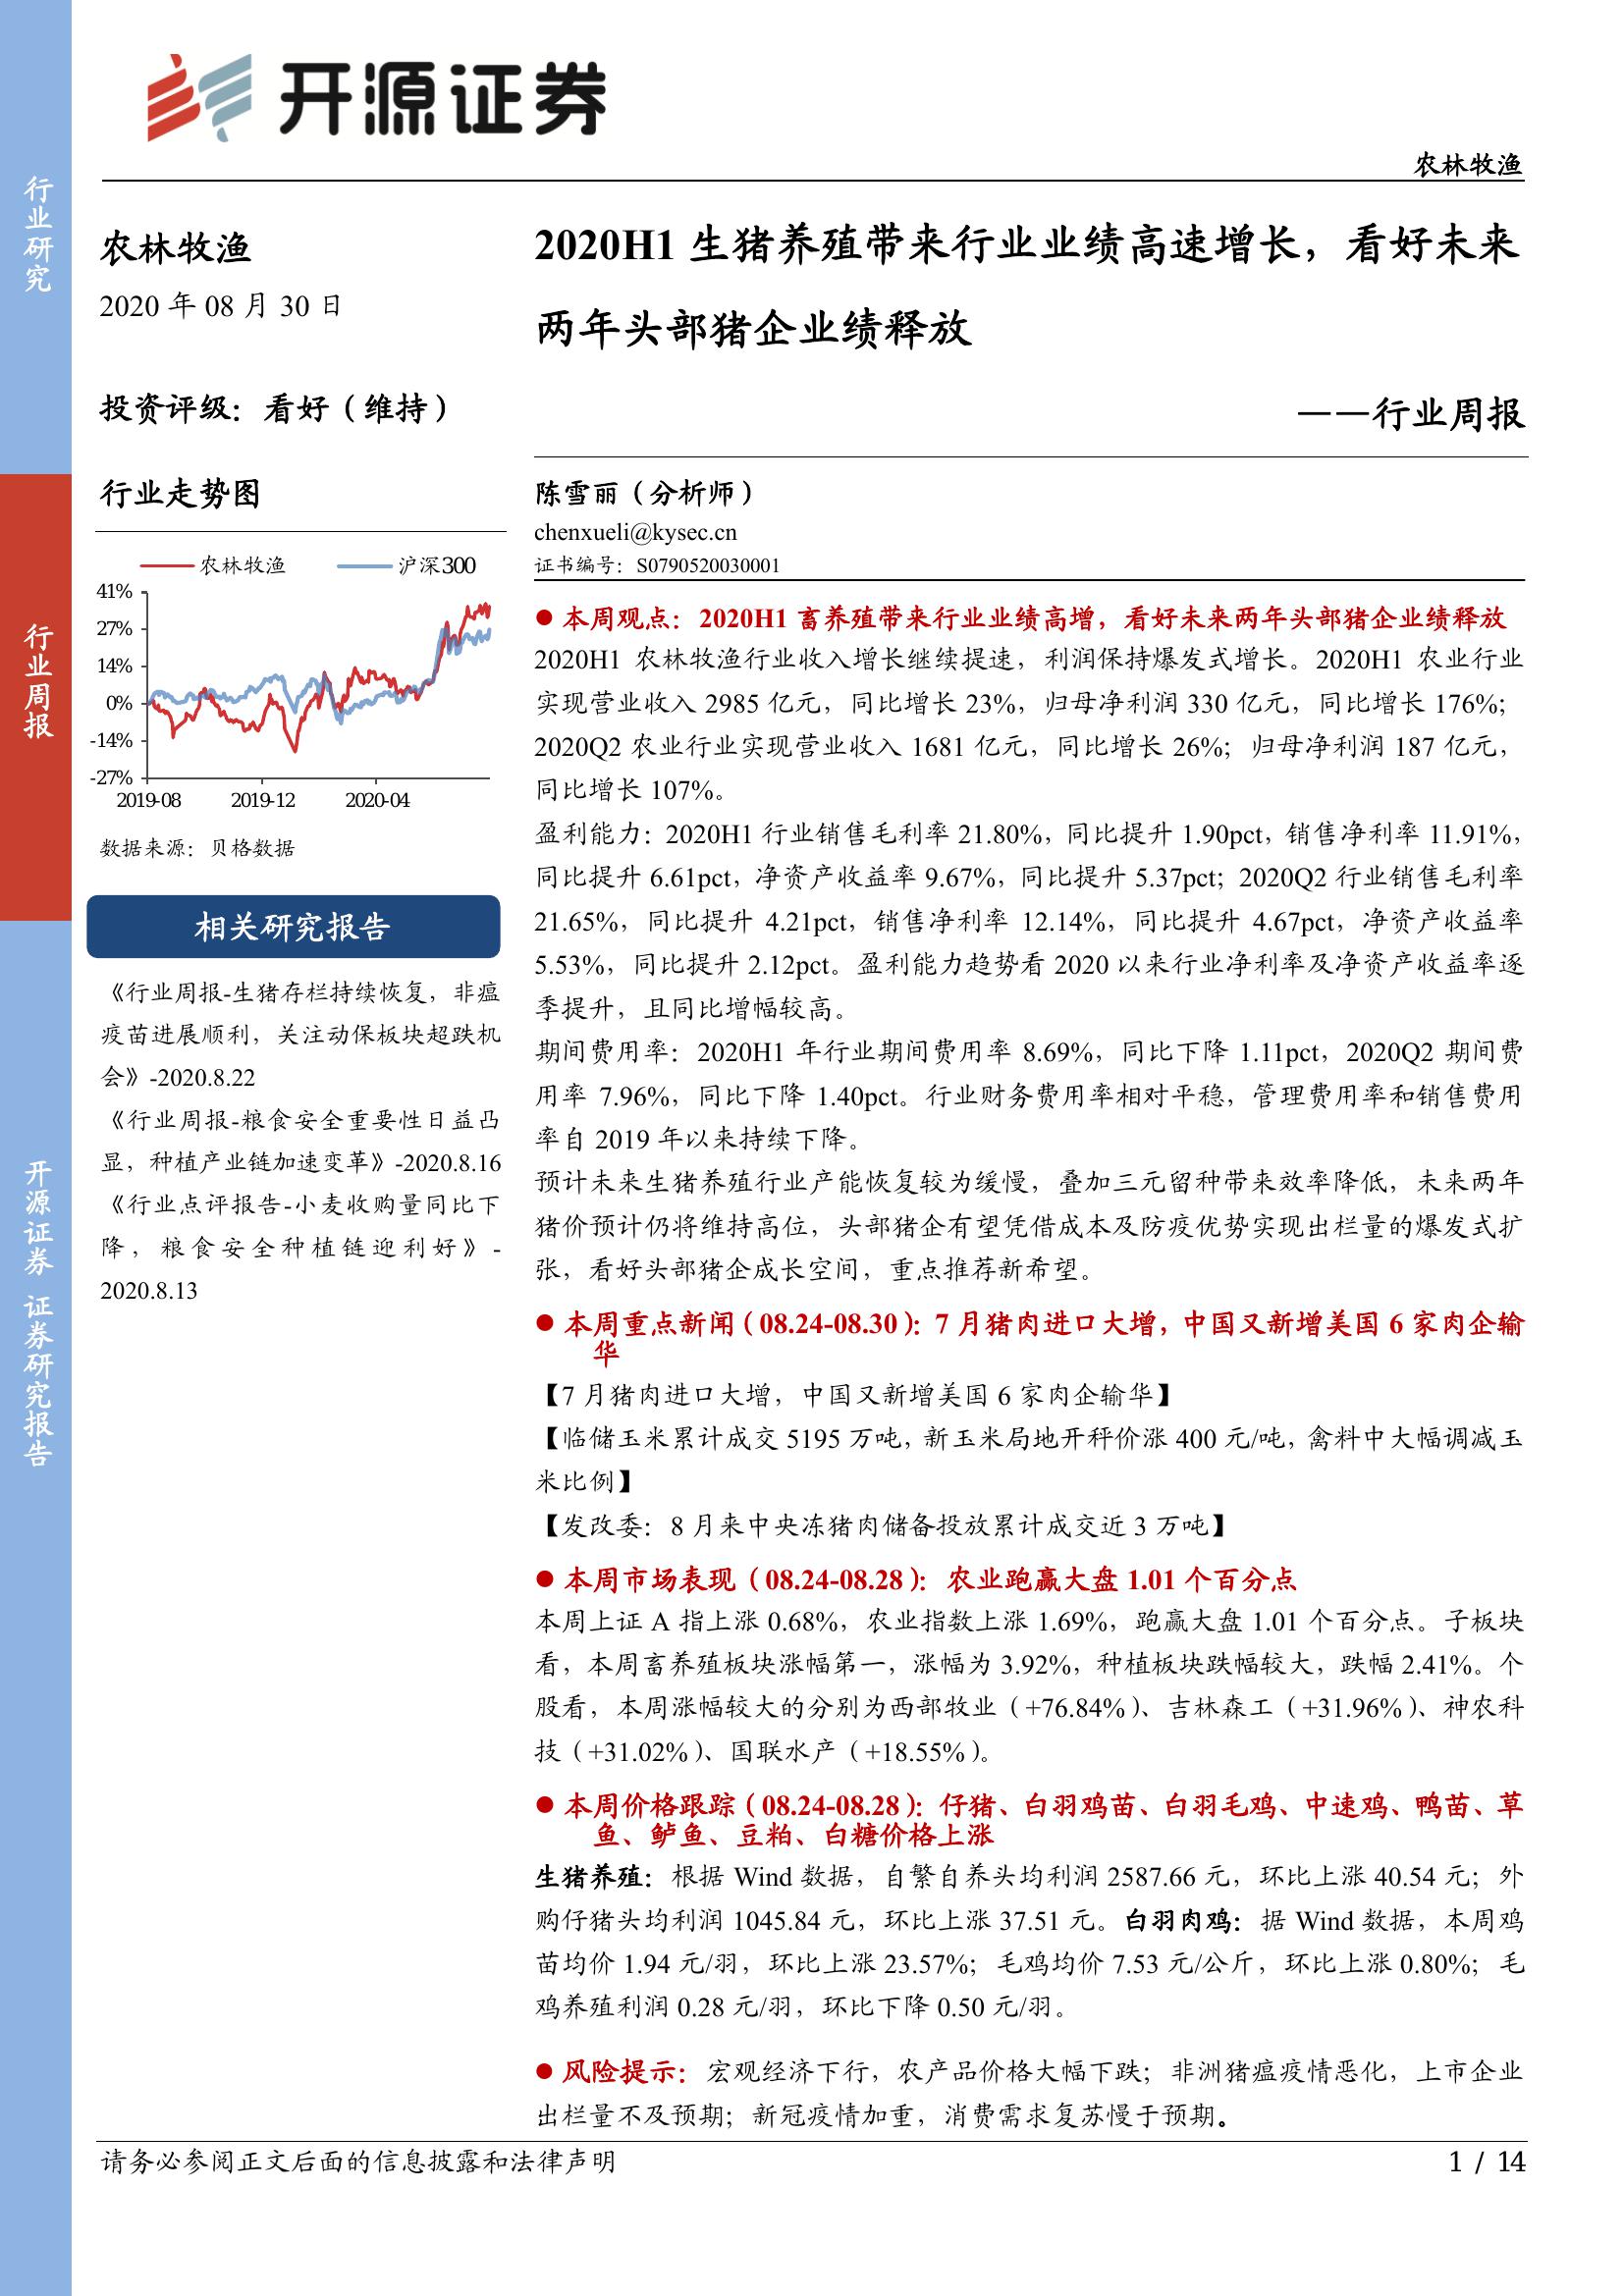 开源证券
农林牧渔
行业研究
行业周报
开源证券 证券研究报告
农林牧渔
2020 年 08 月 30 日
投资评级：看好（维持）
行业走势图
农林牧渔 沪深300
41%
27%
14%
0%
-14%
-27%
2019-08 2019-12 2020-04
数据来源：贝格数据
相关研究报告
《行业周报-生猪存栏持续恢复，非瘟
疫苗进展顺利，关注动保板块超跌机
会》-2020.8.22
《行业周报-粮食安全重要性日益凸
显，种植产业链加速变革》-2020.8.16
《行业点评报告-小麦收购量同比下
降，粮食安全种植链迎利好》-
2020.8.13
2020H1 生猪养殖带来行业业绩高速增长，看好未来
两年头部猪企业绩释放
——行业周报
陈雪丽（分析师）
chenxueli@kysec.cn
证书编号：S0790520030001
● 本周观点：2020H1 畜养殖带来行业业绩高增，看好未来两年头部猪企业绩释放
2020H1 农林牧渔行业收入增长继续提速，利润保持爆发式增长。2020H1 农业行业
实现营业收入 2985 亿元，同比增长 23%，归母净利润 330 亿元，同比增长 176%；
2020Q2 农业行业实现营业收入 1681 亿元，同比增长 26%；归母净利润 187 亿元，
同比增长 107%。
盈利能力：2020H1 行业销售毛利率 21.80%，同比提升 1.90pct，销售净利率 11.91%，
同比提升 6.61pct，净资产收益率 9.67%，同比提升 5.37pct；2020Q2 行业销售毛利率
21.65%，同比提升 4.21pct，销售净利率 12.14%，同比提升 4.67pct，净资产收益率
5.53%，同比提升 2.12pct。盈利能力趋势看 2020 以来行业净利率及净资产收益率逐
季提升，且同比增幅较高。
期间费用率：2020H1 年行业期间费用率 8.69%，同比下降 1.11pct，2020Q2 期间费
用率 7.96%，同比下降 1.40pct。行业财务费用率相对平稳，管理费用率和销售费用
率自 2019 年以来持续下降。
预计未来生猪养殖行业产能恢复较为缓慢，叠加三元留种带来效率降低，未来两年
猪价预计仍将维持高位，头部猪企有望凭借成本及防疫优势实现出栏量的爆发式扩
张，看好头部猪企成长空间，重点推荐新希望。
● 本周重点新闻（08.24-08.30）：7 月猪肉进口大增，中国又新增美国 6 家肉企输
华
【7 月猪肉进口大增，中国又新增美国 6 家肉企输华】
【临储玉米累计成交 5195 万吨，新玉米局地开秤价涨 400 元/吨，禽料中大幅调减玉
米比例】
【发改委：8 月来中央冻猪肉储备投放累计成交近 3 万吨】
● 本周市场表现（08.24-08.28）：农业跑赢大盘 1.01 个百分点
本周上证 A 指上涨 0.68%，农业指数上涨 1.69%，跑赢大盘 1.01 个百分点。子板块
看，本周畜养殖板块涨幅第一，涨幅为 3.92%，种植板块跌幅较大，跌幅 2.41%。个
股看，本周涨幅较大的分别为西部牧业（+76.84%）、吉林森工（+31.96%）、神农科
技（+31.02%）、国联水产（+18.55%）。
● 本周价格跟踪（08.24-08.28）：仔猪、白羽鸡苗、白羽毛鸡、中速鸡、鸭苗、草
鱼、鲈鱼、豆粕、白糖价格上涨
生猪养殖：根据 Wind 数据，自繁自养头均利润 2587.66 元，环比上涨 40.54 元；外
购仔猪头均利润 1045.84 元，环比上涨 37.51 元。白羽肉鸡：据 Wind 数据，本周鸡
苗均价 1.94 元/羽，环比上涨 23.57%；毛鸡均价 7.53 元/公斤，环比上涨 0.80%；毛
鸡养殖利润 0.28 元/羽，环比下降 0.50 元/羽。
● 风险提示：宏观经济下行，农产品价格大幅下跌；非洲猪瘟疫情恶化，上市企业
出栏量不及预期；新冠疫情加重，消费需求复苏慢于预期。
请务必参阅正文后面的信息披露和法律声明
1 / 14